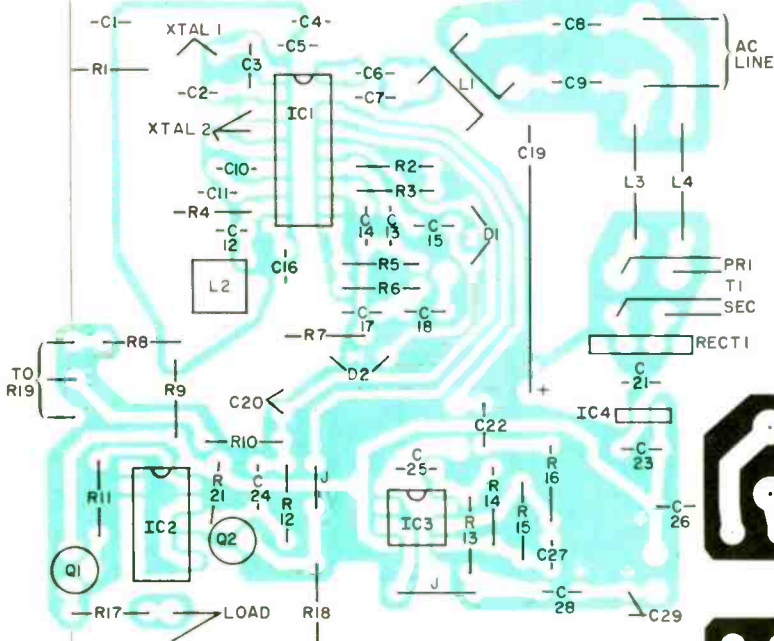 C1
C4
C8
XTAL 1
C5
AC
LINE
R1
C3
C6
L1
C9
C2
C7
IC1
XTAL 2
C19
C10
R2
C11
R3
L3
L4
R4
C
12
C
14
C
13
C
15
D1
C16
R5
PRI
L2
R6
T1
SEC
C
17
C
18
R8
R7
RECT1
TO
R19
D2
C
21
R9
C20
+
IC4
R10
C22
C
23
C
25
R11
R
21
C
24
R
12
J
R
14
R
16
IC2
IC3
R
13
R
15
C
26
Q2
C27
Q1
J
C
28
R17
LOAD
R18
C29